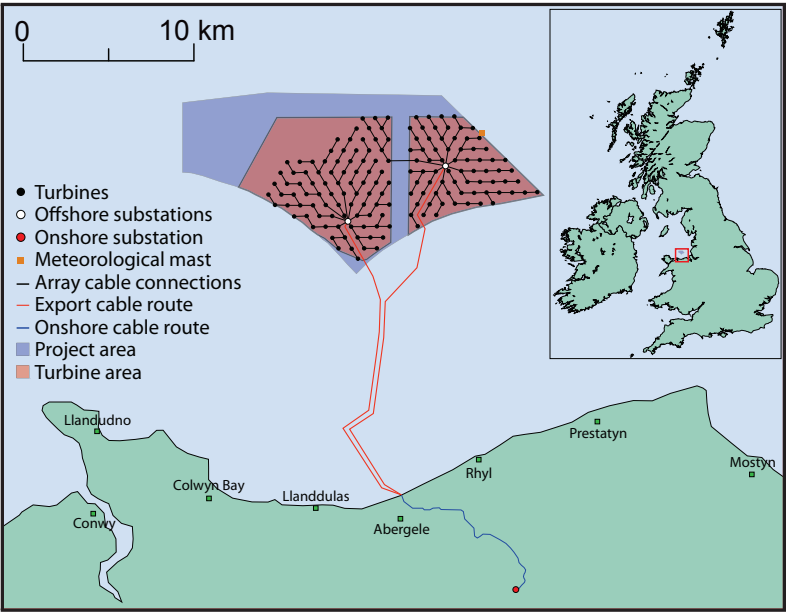 0 10 km
Turbines
Offshore substations
Onshore substation
Meteorological mast
Array cable connections
Export cable route
Onshore cable route
Project area
Turbine area
Llandudno
Prestatyn
Mostyn
Rhyl
Colwyn Bay
Llanddulas
Conwy
Abergele